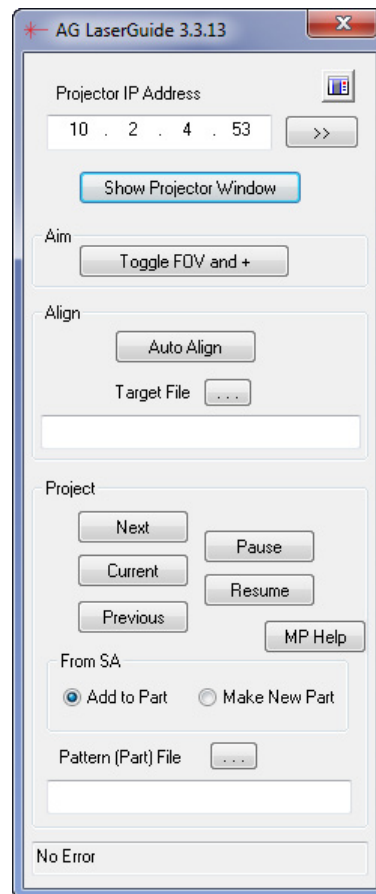 AG LaserGuide 3.3.13
Projector IP Address
10 . 2 . 4 . 53
>>
Show Projector Window
Aim
Toggle FOV and +
Align
Auto Align
Target File ...
Project
Next
Pause
Current
Resume
Previous
MP Help
From SA
Add to Part Make New Part
Pattern (Part) File ...
No Error